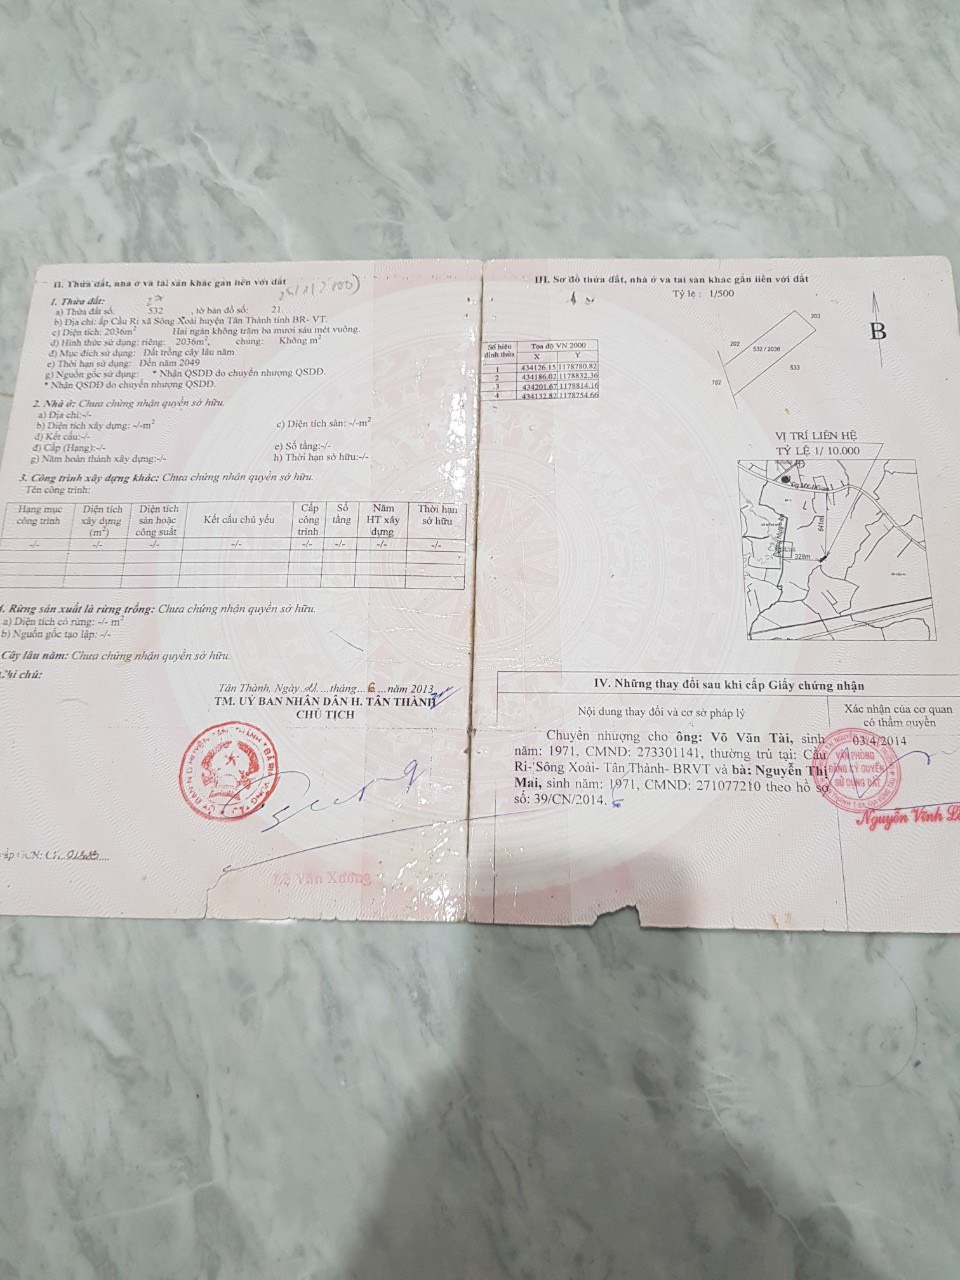 II. Thửa đất, nhà ở và tài sản khác gắn liền với đất
1. Thửa đất:
a) Thửa đất số: 532 , tờ bản đồ số: 21.
b) Địa chỉ: ấp Cầu Ri xã Sông Xoài huyện Tân Thành tỉnh BR- VT.
c) Diện tích: 2036m² Hai ngàn không trăm ba mươi sáu mét vuông.
d) Hình thức sử dụng: riêng: 2036m², chung: Không m²
đ) Mục đích sử dụng: Đất trồng cây lâu năm
e) Thời hạn sử dụng: Đến năm 2049
g) Nguồn gốc sử dụng: * Nhận QSDĐ do chuyển nhượng QSDĐ.
* Nhận QSDĐ do chuyển nhượng QSDĐ.
2. Nhà ở: Chưa chứng nhận quyền sở hữu.
a) Địa chỉ:-/-
b) Diện tích xây dựng: -/-m² c) Diện tích sàn: -/-m²
d) Kết cấu:-/-
đ) Cấp (Hạng):-/- e) Số tầng:-/-
g) Năm hoàn thành xây dựng:-/- h) Thời hạn sở hữu:-/-
3. Công trình xây dựng khác: Chưa chứng nhận quyền sở hữu.
Tên công trình:
Hạng mục công trình Diện tích xây dựng (m²) Diện tích sàn hoặc công suất Kết cấu chủ yếu Cấp công trình Số tầng Năm HT xây dựng Thời hạn sở hữu
-/- -/- -/- -/- -/- -/- -/- -/-
4. Rừng sản xuất là rừng trồng: Chưa chứng nhận quyền sở hữu.
a) Diện tích có rừng: -/- m²
b) Nguồn gốc tạo lập: -/-
Cây lâu năm: Chưa chứng nhận quyền sở hữu.
Ghi chú:
Tân Thành, Ngày ... tháng...6...năm 2013
TM. UỶ BAN NHÂN DÂN H. TÂN THÀNH
CHỦ TỊCH
Lê Văn Xướng
III. Sơ đồ thửa đất, nhà ở và tài sản khác gắn liền với đất
Tỷ lệ : 1/500
Số hiệu đỉnh thửa Tọa độ VN 2000
X Y
1 434126.15 1178780.82
2 434186.02 1178832.36
3 434201.67 1178814.16
4 434132.82 1178754.66
203
202
532 / 2036
533
162
B
VỊ TRÍ LIÊN HỆ
TỶ LỆ 1/ 10.000
641m
328m
IV. Những thay đổi sau khi cấp Giấy chứng nhận
Nội dung thay đổi và cơ sở pháp lý
Xác nhận của cơ quan có thẩm quyền
Chuyển nhượng cho ông: Võ Văn Tài, sinh
năm: 1971, CMND: 273301141, thường trú tại: Cầu
Ri- Sông Xoài- Tân Thành- BRVT và bà: Nguyễn Thị
Mai, sinh năm: 1971, CMND: 271077210 theo hồ sơ
số: 39/CN/2014.
03/4/2014
VĂN PHÒNG
ĐĂNG KÝ QUYỀN
SỬ DỤNG ĐẤT
Nguyễn Vĩnh